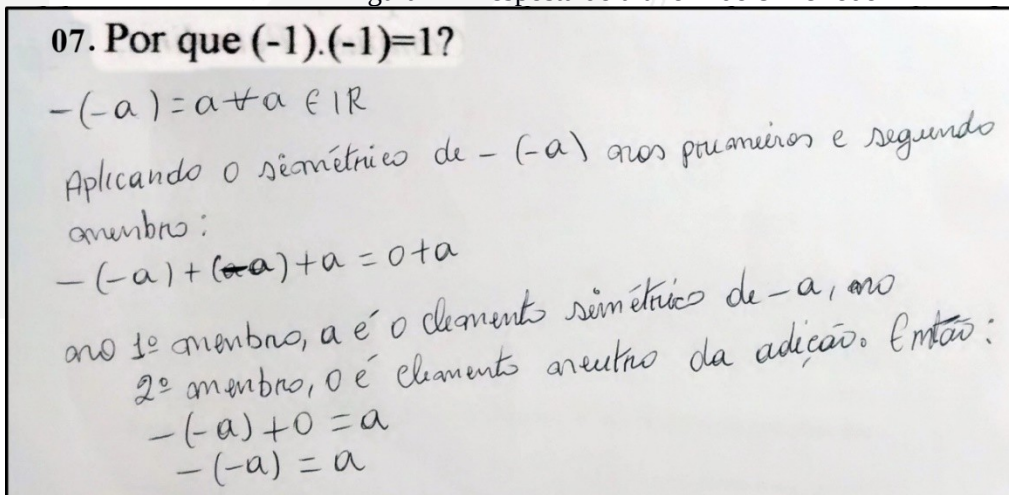 07. Por que (-1).(-1)=1?
-(-a) = a ∀ a ∈ IR
Aplicando o simétrico de -(-a) nos primeiros e segundo
membro:
-(-a) + (-a) + a = 0 + a
no 1º membro, a é o elemento simétrico de -a, no
2º membro, 0 é elemento neutro da adição. Então:
-(-a) + 0 = a
-(-a) = a